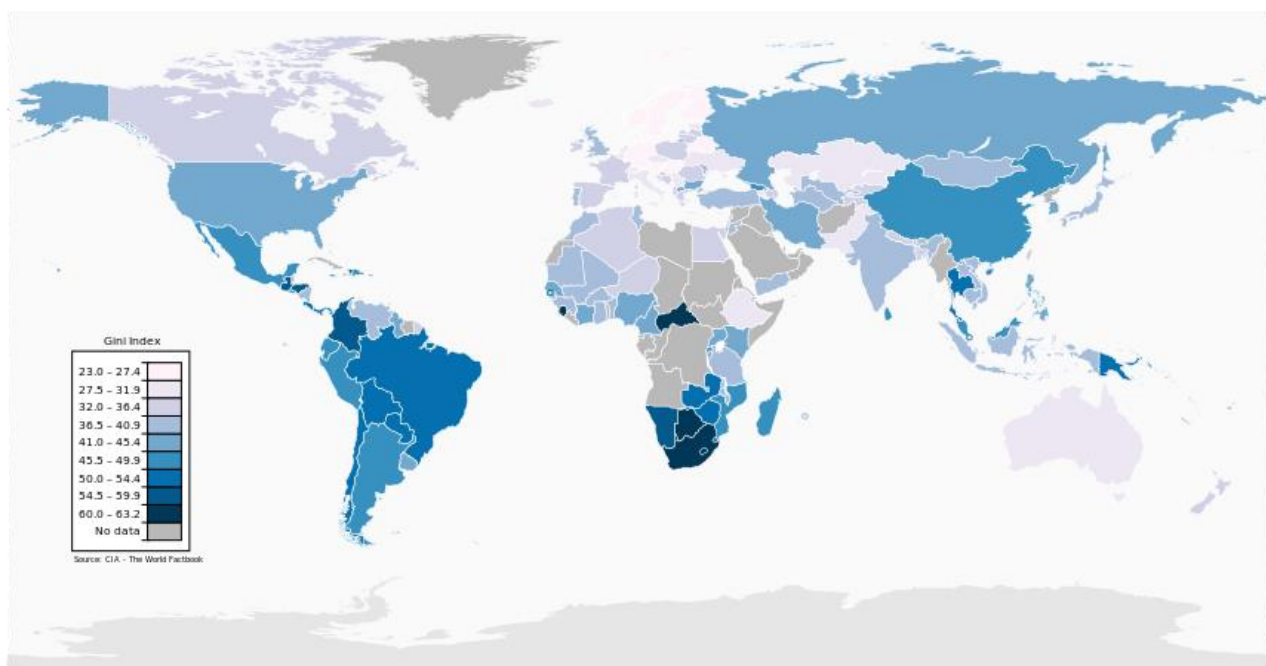 Gini Index
23.0 – 27.4
27.5 – 31.9
32.0 – 36.4
36.5 – 40.9
41.0 – 45.4
45.5 – 49.9
50.0 – 54.4
54.5 – 59.9
60.0 – 63.2
No data
Source: CIA - The World Factbook